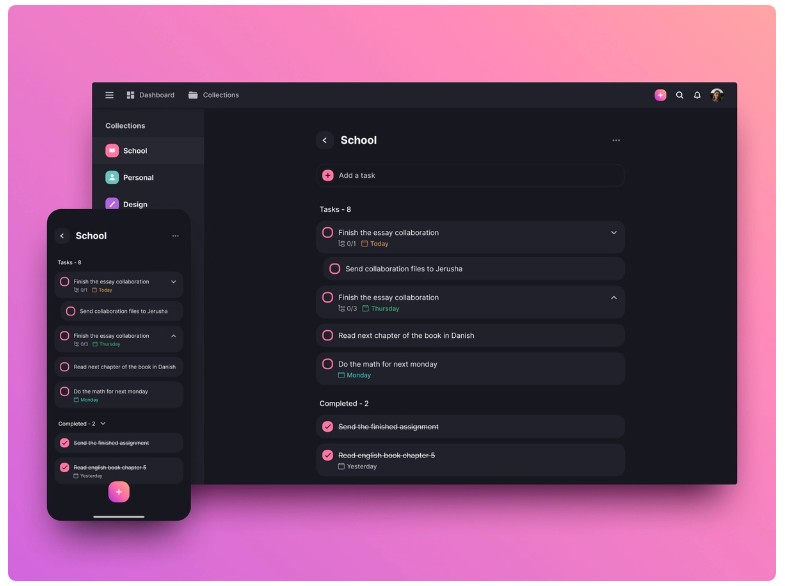 Dashboard
Collections
Collections
School
Personal
Design
School
Add a task
Tasks - 8
Finish the essay collaboration
0/1 Today
Send collaboration files to Jerusha
Finish the essay collaboration
0/3 Thursday
Read next chapter of the book in Danish
Do the math for next monday
Monday
Completed - 2
Send the finished assignment
Read english book chapter 5
Yesterday
School
Tasks - 8
Finish the essay collaboration
0/1 Today
Send collaboration files to Jerusha
Finish the essay collaboration
0/3 Thursday
Read next chapter of the book in Danish
Do the math for next monday
Monday
Completed - 2
Send the finished assignment
Read english book chapter 5
Yesterday